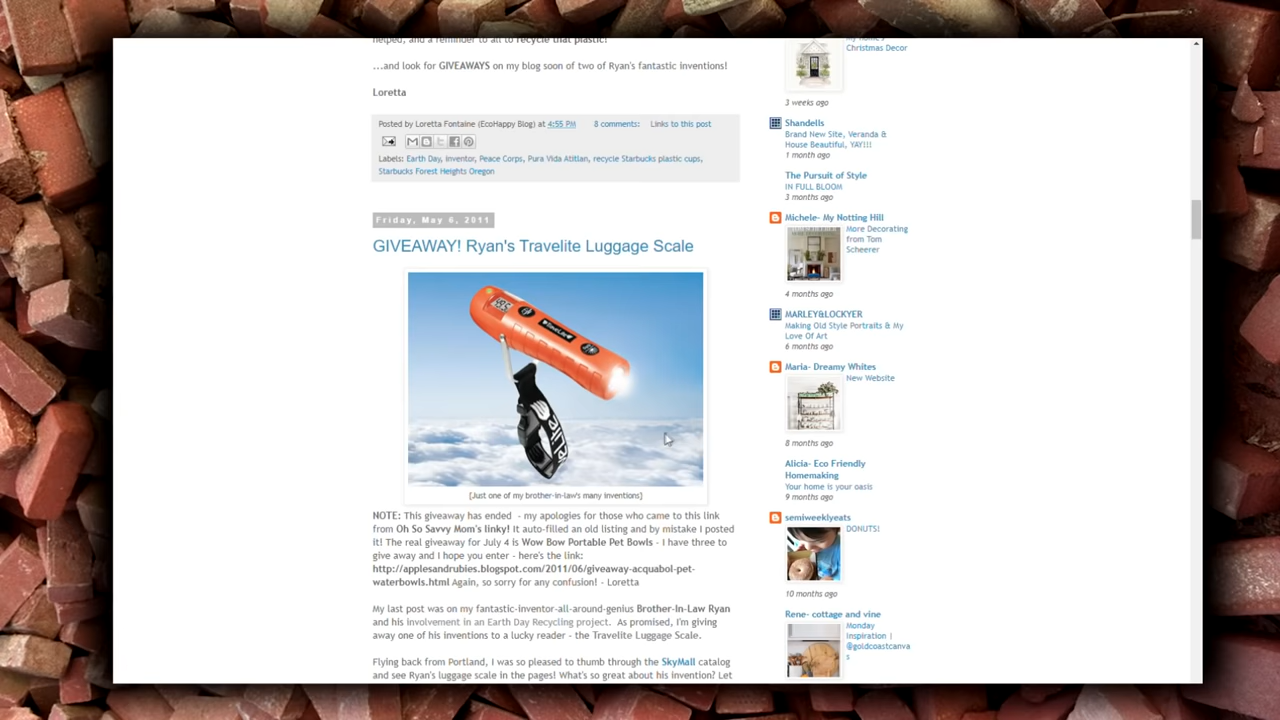 helped, and a reminder to all to recycle that plastic!
...and look for GIVEAWAYS on my blog soon of two of Ryan's fantastic inventions!
Loretta
Posted by Loretta Fontaine (EcoHappy Blog) at 4:55 PM 8 comments: Links to this post
Labels: Earth Day, inventor, Peace Corps, Pura Vida Atitlan, recycle Starbucks plastic cups,
Starbucks Forest Heights Oregon
Friday, May 6, 2011
GIVEAWAY! Ryan's Travelite Luggage Scale
[Just one of my brother-in-law's many inventions]
NOTE: This giveaway has ended - my apologies for those who came to this link
from Oh So Savvy Mom's linky! It auto-filled an old listing and by mistake I posted
it! The real giveaway for July 4 is Wow Bow Portable Pet Bowls - I have three to
give away and I hope you enter - here's the link:
http://applesandrubies.blogspot.com/2011/06/giveaway-acquabol-pet-
waterbowls.html Again, so sorry for any confusion! - Loretta
My last post was on my fantastic-inventor-all-around-genius Brother-In-Law Ryan
and his involvement in an Earth Day Recycling project. As promised, I'm giving
away one of his inventions to a lucky reader - the Travelite Luggage Scale.
Flying back from Portland, I was so pleased to thumb through the SkyMall catalog
and see Ryan's luggage scale in the pages! What's so great about his invention? Let
Christmas Decor
3 weeks ago
Shandells
Brand New Site, Veranda &
House Beautiful, YAY!!!
1 month ago
The Pursuit of Style
IN FULL BLOOM
3 months ago
Michele- My Notting Hill
More Decorating
from Tom
Scheerer
4 months ago
MARLEY&LOCKYER
Making Old Style Portraits & My
Love Of Art
6 months ago
Maria- Dreamy Whites
New Website
8 months ago
Alicia- Eco Friendly
Homemaking
Your home is your oasis
9 months ago
semiweeklyeats
DONUTS!
10 months ago
Rene- cottage and vine
Monday
Inspiration |
@goldcoastcanva
s